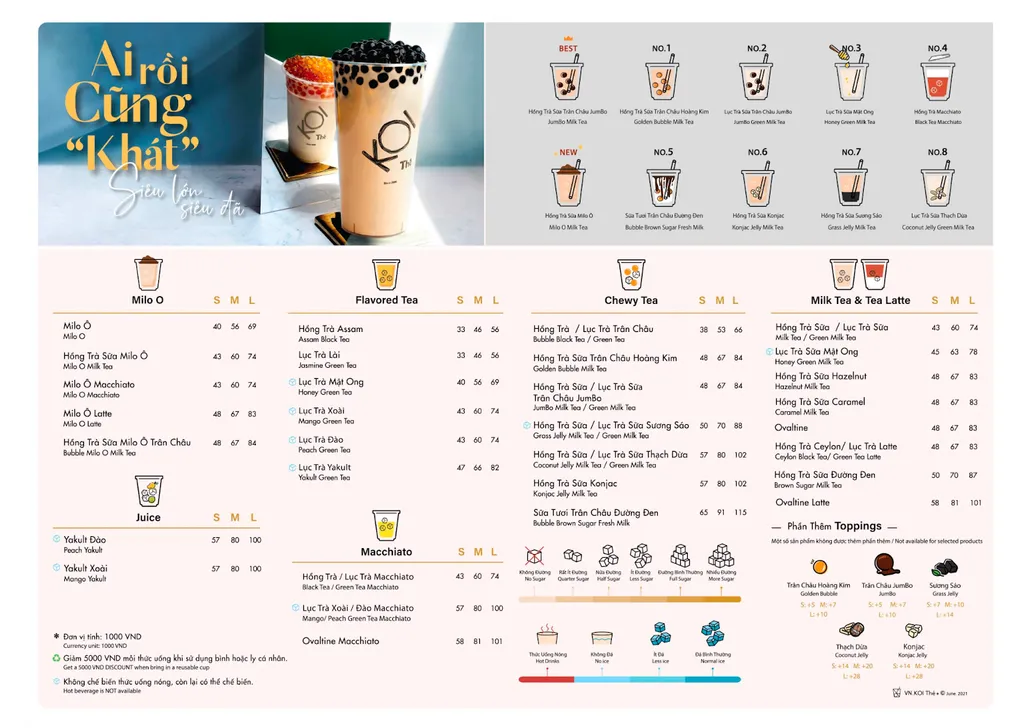 Ai rồi
Cũng
“Khát”
Siêu lớn
siêu đã
KOI
Thé
KOI
Thé
BEST
Hồng Trà Sữa Trân Châu JumBo
JumBo Milk Tea
NO.1
Hồng Trà Sữa Trân Châu Hoàng Kim
Golden Bubble Milk Tea
NO.2
Lục Trà Sữa Trân Châu JumBo
JumBo Green Milk Tea
NO.3
Lục Trà Sữa Mật Ong
Honey Green Milk Tea
NO.4
Hồng Trà Macchiato
Black Tea Macchiato
NEW
Hồng Trà Sữa Milo Ô
Milo O Milk Tea
NO.5
Sữa Tươi Trân Châu Đường Đen
Bubble Brown Sugar Fresh Milk
NO.6
Hồng Trà Sữa Konjac
Konjac Jelly Milk Tea
NO.7
Hồng Trà Sữa Sương Sáo
Grass Jelly Milk Tea
NO.8
Lục Trà Sữa Thạch Dừa
Coconut Jelly Green Milk Tea
Milo O S M L
Milo Ô 40 56 69
Milo O
Hồng Trà Sữa Milo Ô 43 60 74
Milo O Milk Tea
Milo Ô Macchiato 43 60 74
Milo O Macchiato
Milo Ô Latte 48 67 83
Milo O Latte
Hồng Trà Sữa Milo Ô Trân Châu 48 67 84
Bubble Milo O Milk Tea
Juice S M L
Yakult Đào 57 80 100
Peach Yakult
Yakult Xoài 57 80 100
Mango Yakult
* Đơn vị tính: 1000 VND
Currency unit: 1000 VND
Giảm 5000 VND mỗi thức uống khi sử dụng bình hoặc ly cá nhân.
Get a 5000 VND DISCOUNT when bring in a reusable cup
Không chế biến thức uống nóng, còn lại có thể chế biến.
Hot beverage is NOT available
Flavored Tea S M L
Hồng Trà Assam 33 46 56
Assam Black Tea
Lục Trà Lài 33 46 56
Jasmine Green Tea
Lục Trà Mật Ong 40 56 69
Honey Green Tea
Lục Trà Xoài 43 60 74
Mango Green Tea
Lục Trà Đào 43 60 74
Peach Green Tea
Lục Trà Yakult 47 66 82
Yakult Green Tea
Macchiato S M L
Hồng Trà / Lục Trà Macchiato 43 60 74
Black Tea / Green Tea Macchiato
Lục Trà Xoài / Đào Macchiato 57 80 100
Mango/ Peach Green Tea Macchiato
Ovaltine Macchiato 58 81 101
Chewy Tea S M L
Hồng Trà / Lục Trà Trân Châu 38 53 66
Bubble Black Tea / Green Tea
Hồng Trà Sữa Trân Châu Hoàng Kim 48 67 84
Golden Bubble Milk Tea
Hồng Trà Sữa / Lục Trà Sữa 48 67 84
Trân Châu JumBo
JumBo Milk Tea / Green Milk Tea
Hồng Trà Sữa / Lục Trà Sữa Sương Sáo 50 70 88
Grass Jelly Milk Tea / Green Milk Tea
Hồng Trà Sữa / Lục Trà Sữa Thạch Dừa 57 80 102
Coconut Jelly Milk Tea / Green Milk Tea
Hồng Trà Sữa Konjac 57 80 102
Konjac Jelly Milk Tea
Sữa Tươi Trân Châu Đường Đen 65 91 115
Bubble Brown Sugar Fresh Milk
Không Đường Rất Ít Đường Nửa Đường Ít Đường Đường Bình Thường Nhiều Đường
No Sugar Quarter Sugar Half Sugar Less Sugar Full Sugar More Sugar
Thức Uống Nóng Không Đá Ít Đá Đá Bình Thường
Hot Drinks No ice Less ice Normal ice
Milk Tea & Tea Latte S M L
Hồng Trà Sữa / Lục Trà Sữa 43 60 74
Milk Tea / Green Milk Tea
Lục Trà Sữa Mật Ong 45 63 78
Honey Green Milk Tea
Hồng Trà Sữa Hazelnut 48 67 83
Hazelnut Milk Tea
Hồng Trà Sữa Caramel 48 67 83
Caramel Milk Tea
Ovaltine 48 67 83
Hồng Trà Ceylon/ Lục Trà Latte 48 67 83
Ceylon Black Tea/ Green Tea Latte
Hồng Trà Sữa Đường Đen 50 70 87
Brown Sugar Milk Tea
Ovaltine Latte 58 81 101
Phần Thêm Toppings
Một số sản phẩm không được thêm phần thêm / Not available for selected products
Trân Châu Hoàng Kim Trân Châu JumBo Sương Sáo
Golden Bubble JumBo Grass Jelly
S:+5 M:+7 S:+5 M:+7 S:+7 M:+10
L:+10 L:+10 L:+14
Thạch Dừa Konjac
Coconut Jelly Konjac Jelly
S:+14 M:+20 S:+14 M:+20
L:+28 L:+28
VN.KOI Thé • © June 2021